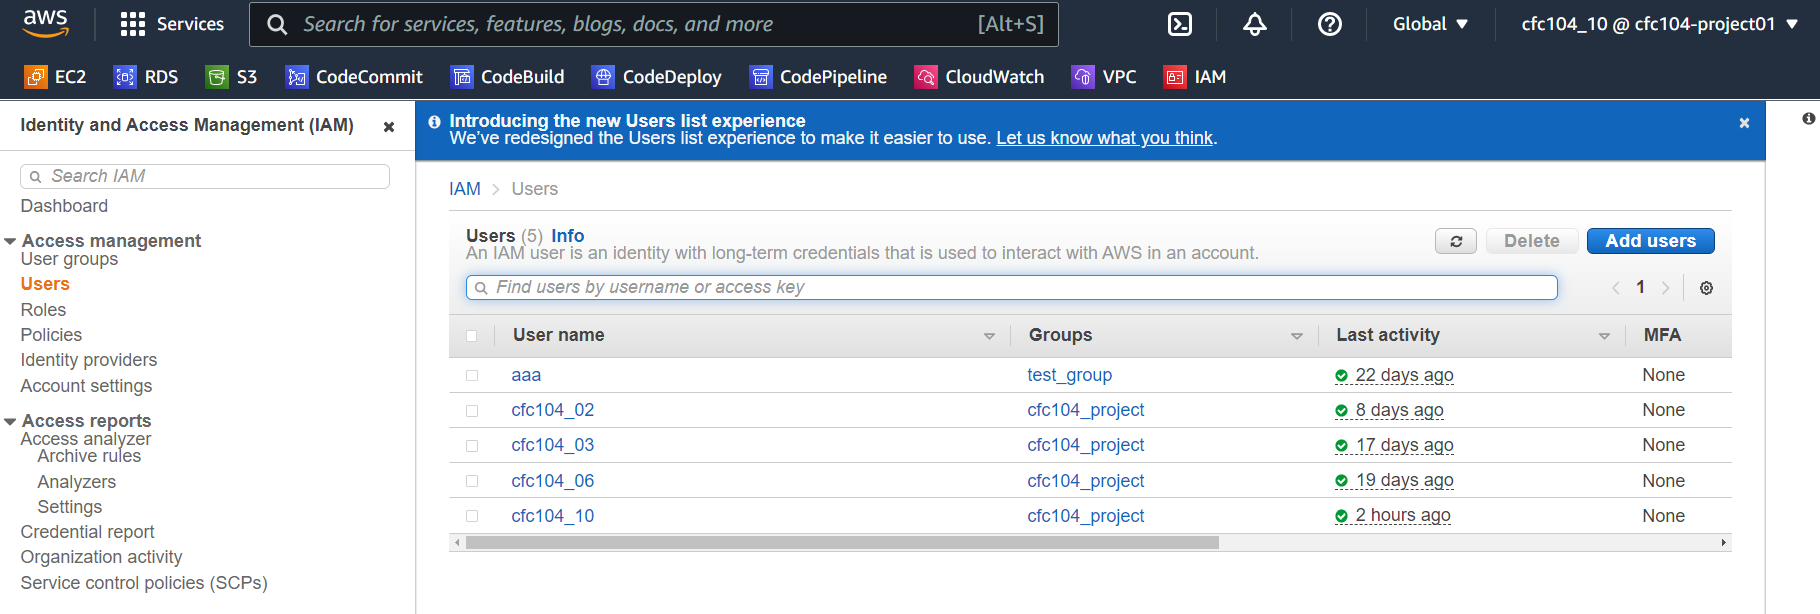 aws Services Search for services, features, blogs, docs, and more [Alt+S] Global cfc104_10 @ cfc104-project01
EC2 RDS S3 CodeCommit CodeBuild CodeDeploy CodePipeline CloudWatch VPC IAM
Identity and Access Management (IAM)
Search IAM
Dashboard
Access management
User groups
Users
Roles
Policies
Identity providers
Account settings
Access reports
Access analyzer
Archive rules
Analyzers
Settings
Credential report
Organization activity
Service control policies (SCPs)
Introducing the new Users list experience
We've redesigned the Users list experience to make it easier to use. Let us know what you think.
IAM > Users
Users (5) Info
An IAM user is an identity with long-term credentials that is used to interact with AWS in an account.
Delete Add users
Find users by username or access key
1
User name Groups Last activity MFA
aaa test_group 22 days ago None
cfc104_02 cfc104_project 8 days ago None
cfc104_03 cfc104_project 17 days ago None
cfc104_06 cfc104_project 19 days ago None
cfc104_10 cfc104_project 2 hours ago None